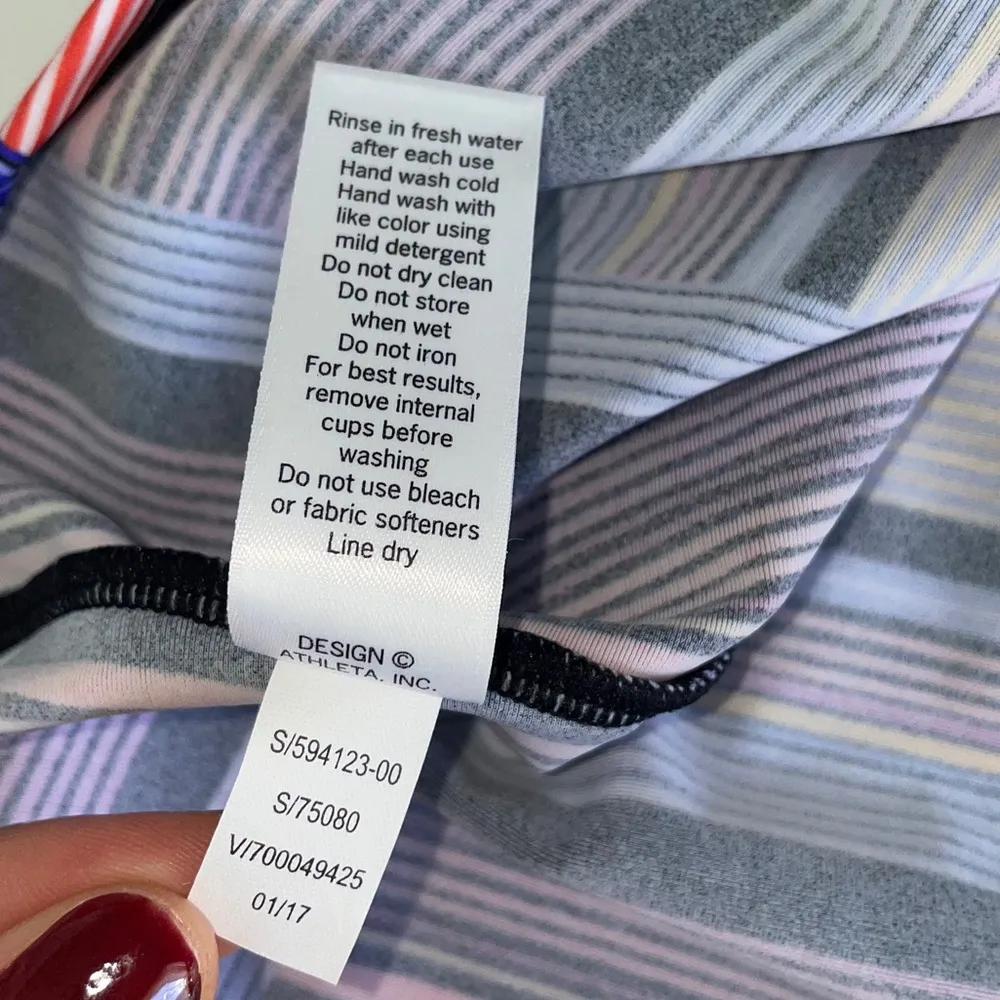 Rinse in fresh water
after each use
Hand wash cold
Hand wash with
like color using
mild detergent
Do not dry clean
Do not store
when wet
Do not iron
For best results,
remove internal
cups before
washing
Do not use bleach
or fabric softeners
Line dry
DESIGN ©
ATHLETA, INC.
S/594123-00
S/75080
V/700049425
01/17